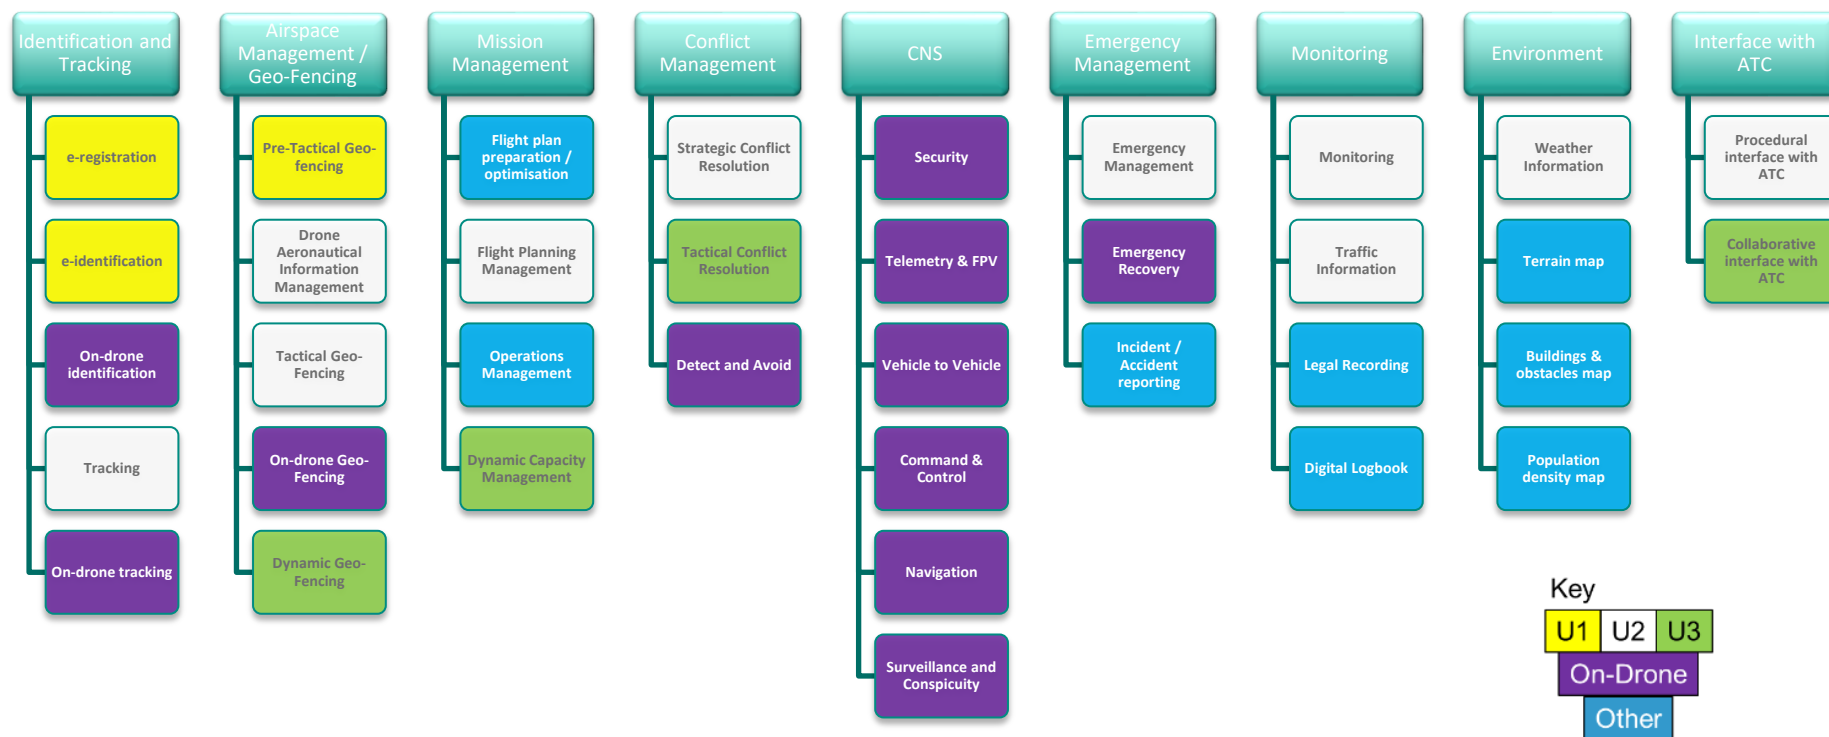 Identification and
Tracking
e-registration
e-identification
On-drone
identification
Tracking
On-drone tracking
Airspace
Management /
Geo-Fencing
Pre-Tactical Geo-
fencing
Drone
Aeronautical
Information
Management
Tactical Geo-
Fencing
On-drone Geo-
Fencing
Dynamic Geo-
Fencing
Mission
Management
Flight plan
preparation /
optimisation
Flight Planning
Management
Operations
Management
Dynamic Capacity
Management
Conflict
Management
Strategic Conflict
Resolution
Tactical Conflict
Resolution
Detect and Avoid
CNS
Security
Telemetry & FPV
Vehicle to Vehicle
Command &
Control
Navigation
Surveillance and
Conspicuity
Emergency
Management
Emergency
Management
Emergency
Recovery
Incident /
Accident
reporting
Monitoring
Monitoring
Traffic
Information
Legal Recording
Digital Logbook
Environment
Weather
Information
Terrain map
Buildings &
obstacles map
Population
density map
Interface with
ATC
Procedural
interface with
ATC
Collaborative
interface with
ATC
Key
U1 U2 U3
On-Drone
Other